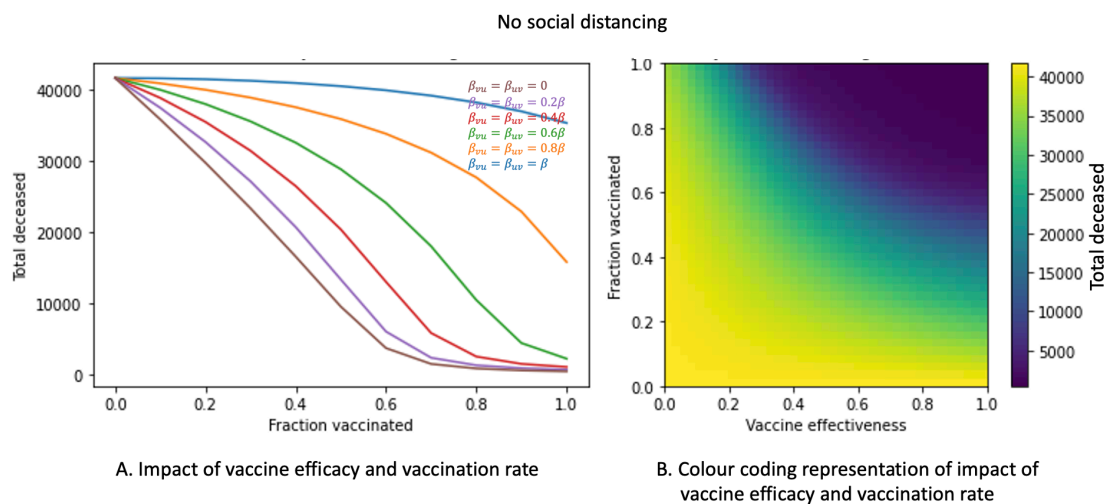 No social distancing
40000
30000
20000
10000
0
Total deceased
0.0 0.2 0.4 0.6 0.8 1.0
Fraction vaccinated
βᵥᵤ = βᵤᵥ = 0
βᵥᵤ = βᵤᵥ = 0.2β
βᵥᵤ = βᵤᵥ = 0.4β
βᵥᵤ = βᵤᵥ = 0.6β
βᵥᵤ = βᵤᵥ = 0.8β
βᵥᵤ = βᵤᵥ = β
A. Impact of vaccine efficacy and vaccination rate
1.0
0.8
0.6
0.4
0.2
0.0
Fraction vaccinated
0.0 0.2 0.4 0.6 0.8 1.0
Vaccine effectiveness
40000
35000
30000
25000
20000
15000
10000
5000
Total deceased
B. Colour coding representation of impact of
vaccine efficacy and vaccination rate